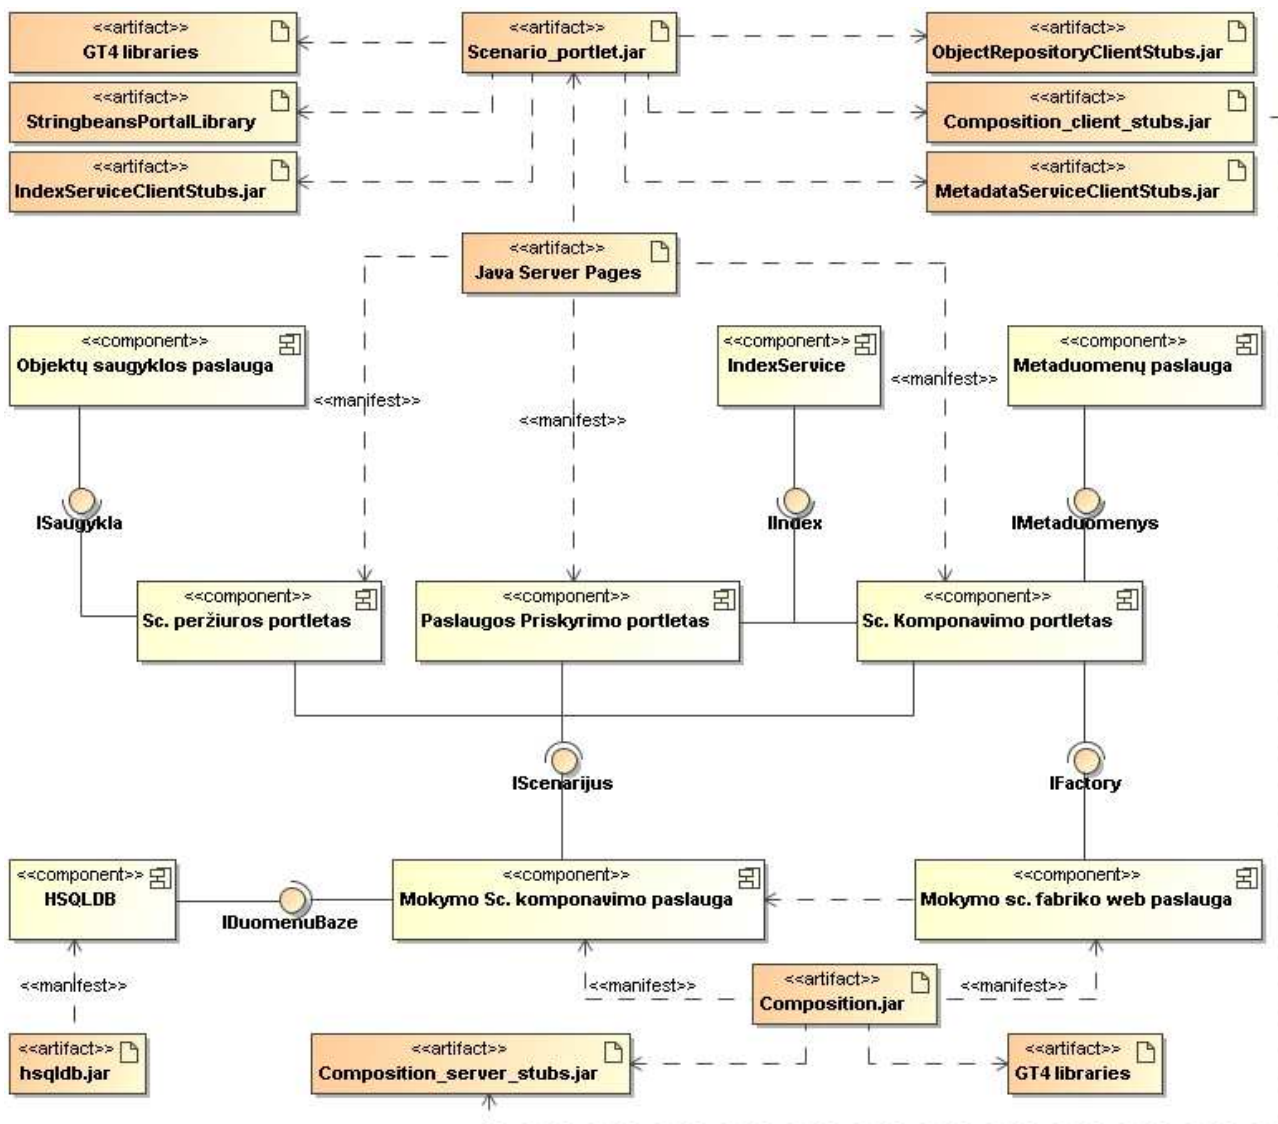 <<artifact>>
GT4 libraries
<<artifact>>
Scenario_portlet.jar
<<artifact>>
ObjectRepositoryClientStubs.jar
<<artifact>>
StringbeansPortalLibrary
<<artifact>>
Composition_client_stubs.jar
<<artifact>>
IndexServiceClientStubs.jar
<<artifact>>
MetadataServiceClientStubs.jar
<<artifact>>
Java Server Pages
<<component>>
Objektų saugyklos paslauga
<<component>>
IndexService
<<component>>
Metaduomenų paslauga
<<manifest>>
<<manifest>>
<<manifest>>
ISaugykla
IIndex
IMetaduomenys
<<component>>
Sc. peržiuros portletas
<<component>>
Paslaugos Priskyrimo portletas
<<component>>
Sc. Komponavimo portletas
IScenarijus
IFactory
<<component>>
HSQLDB
IDuomenuBaze
<<component>>
Mokymo Sc. komponavimo paslauga
<<component>>
Mokymo sc. fabriko web paslauga
<<manifest>>
<<manifest>>
<<artifact>>
Composition.jar
<<manifest>>
<<artifact>>
hsqldb.jar
<<artifact>>
Composition_server_stubs.jar
<<artifact>>
GT4 libraries